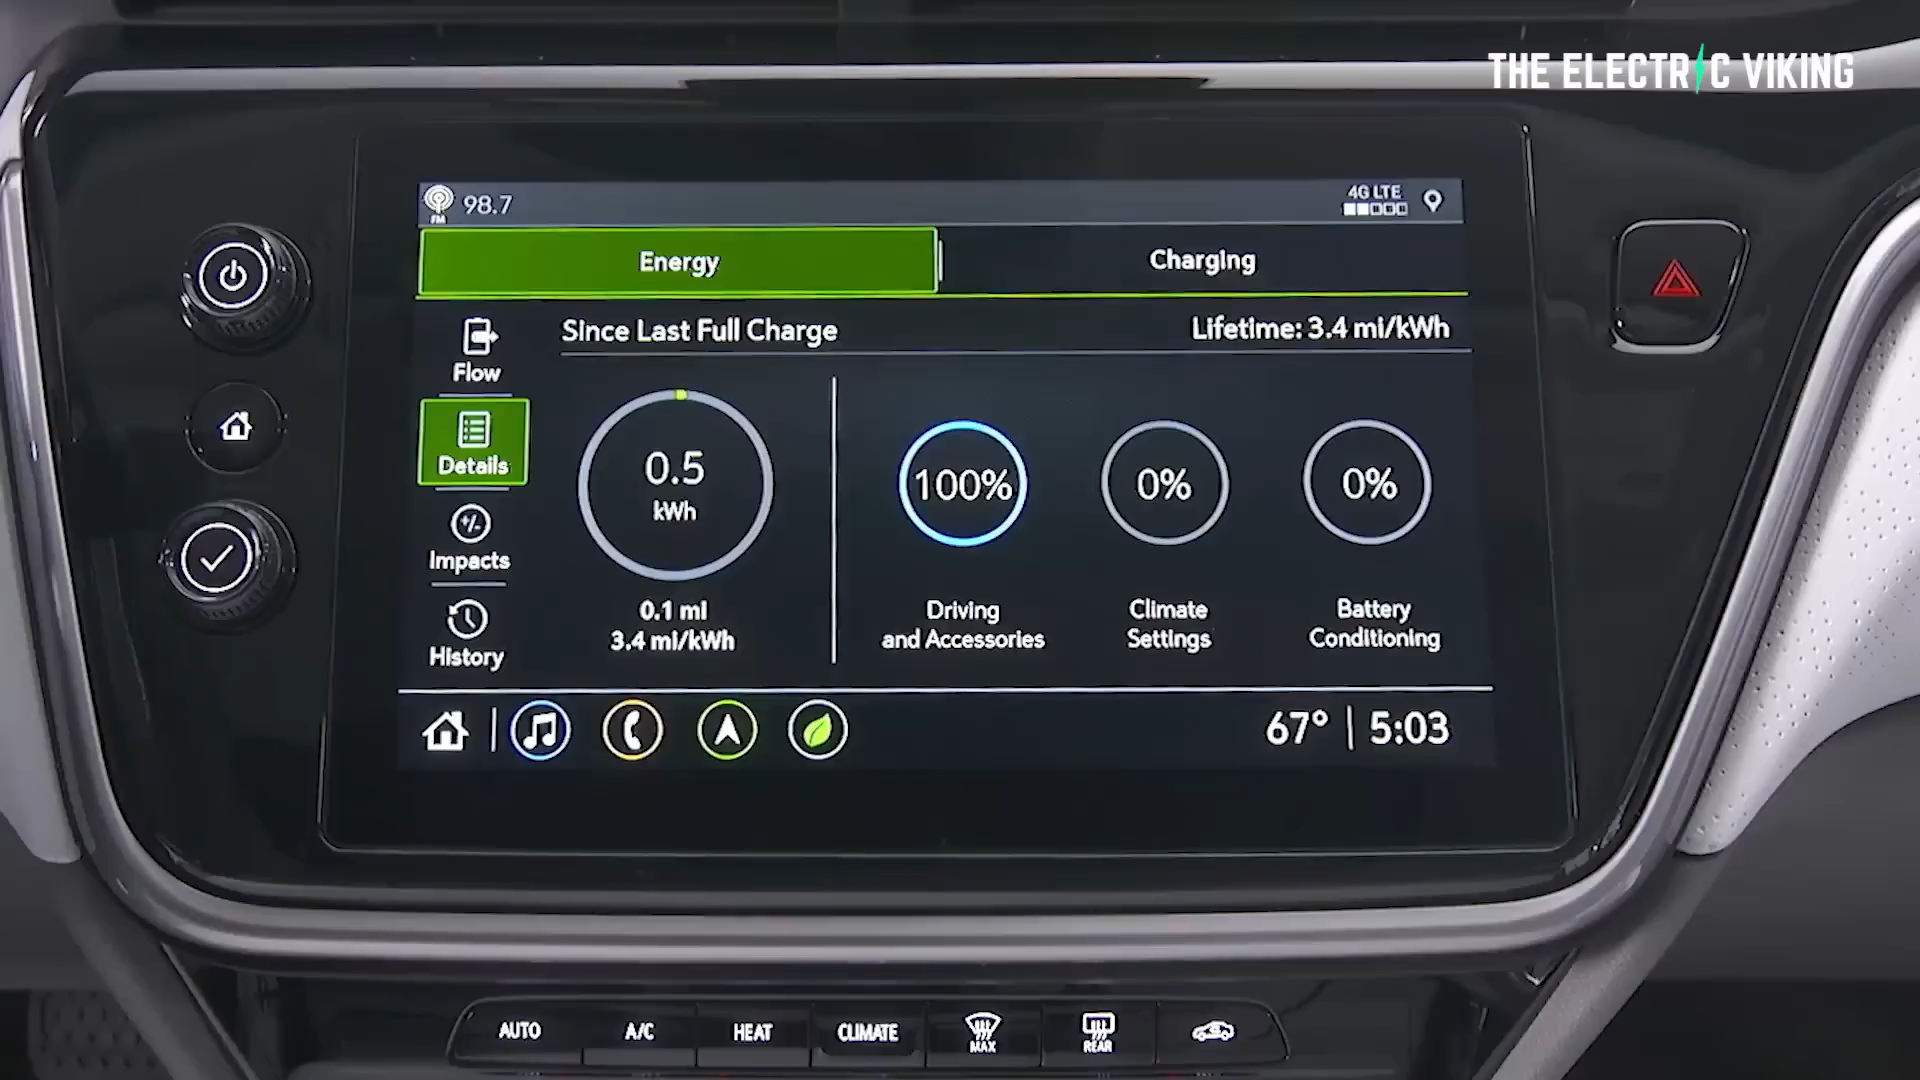 THE ELECTRIC VIKING
FM 98.7
4G LTE
Energy
Charging
Since Last Full Charge
Lifetime: 3.4 mi/kWh
Flow
Details
+/-
Impacts
History
0.5
kWh
0.1 mi
3.4 mi/kWh
100%
0%
0%
Driving
and Accessories
Climate
Settings
Battery
Conditioning
67° | 5:03
AUTO
A/C
HEAT
CLIMATE
MAX
REAR